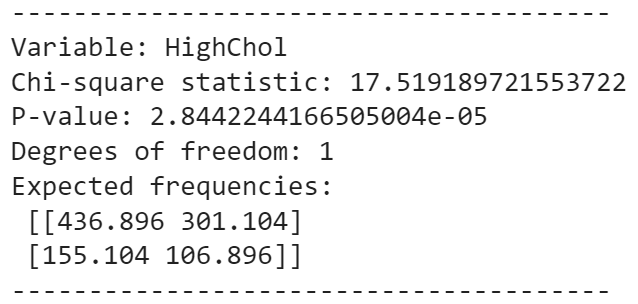 ----------------------------------------
Variable: HighChol
Chi-square statistic: 17.519189721553722
P-value: 2.8442244166505004e-05
Degrees of freedom: 1
Expected frequencies:
 [[436.896 301.104]
 [155.104 106.896]]
----------------------------------------